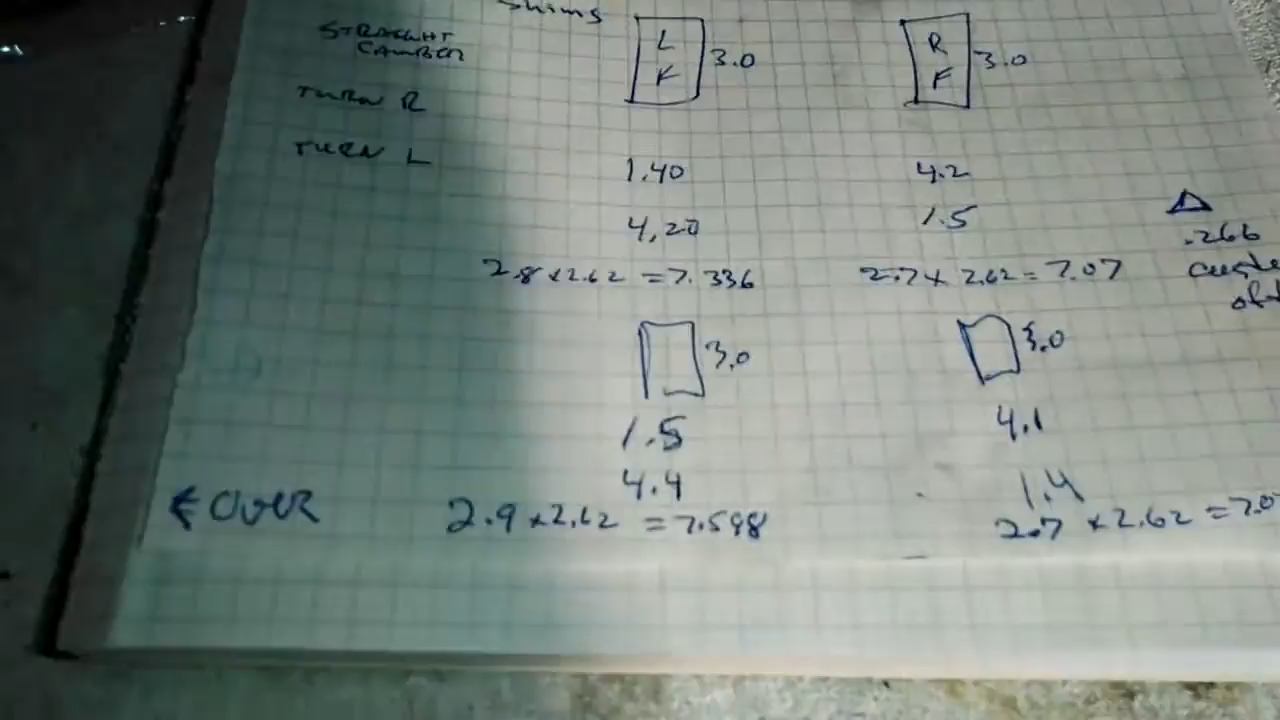 Shims
STRAIGHT L 3.0 R 3.0
CAMBER F F
TURN R
TURN L 1.40 4.2
4,20 1.5 Δ
.266
2.8 x 2.62 = 7.336 2.7 x 2.62 = 7.07
3.0 3.0
1.5 4.1
4.4 1.4
← OVER 2.9 x 2.62 = 7.598 2.7 x 2.62 = 7.0